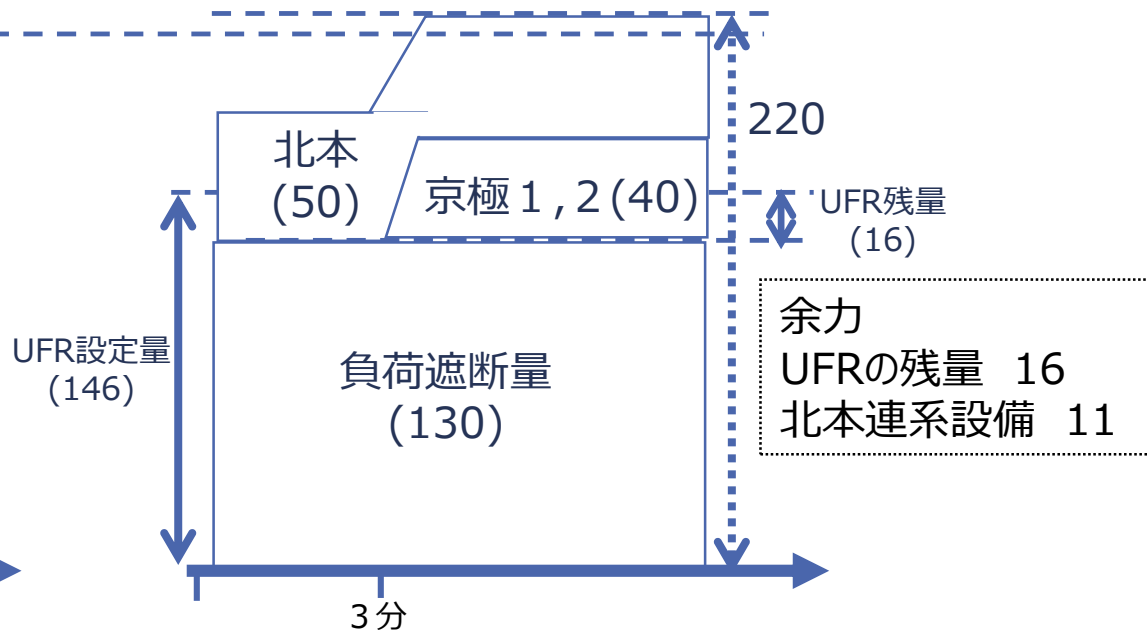 220
北本
(50)
京極１,２(40)
UFR残量
(16)
UFR設定量
(146)
負荷遮断量
(130)
余力
UFRの残量 16
北本連系設備 11
３分